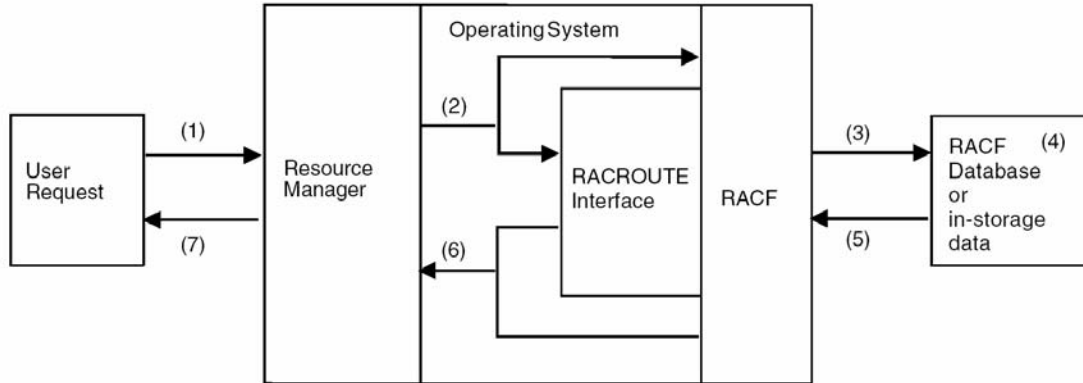 Operating System
(1)
(2)
(3)
User
Request
Resource
Manager
RACROUTE
Interface
RACF
RACF (4)
Database
or
in-storage
data
(7)
(6)
(5)